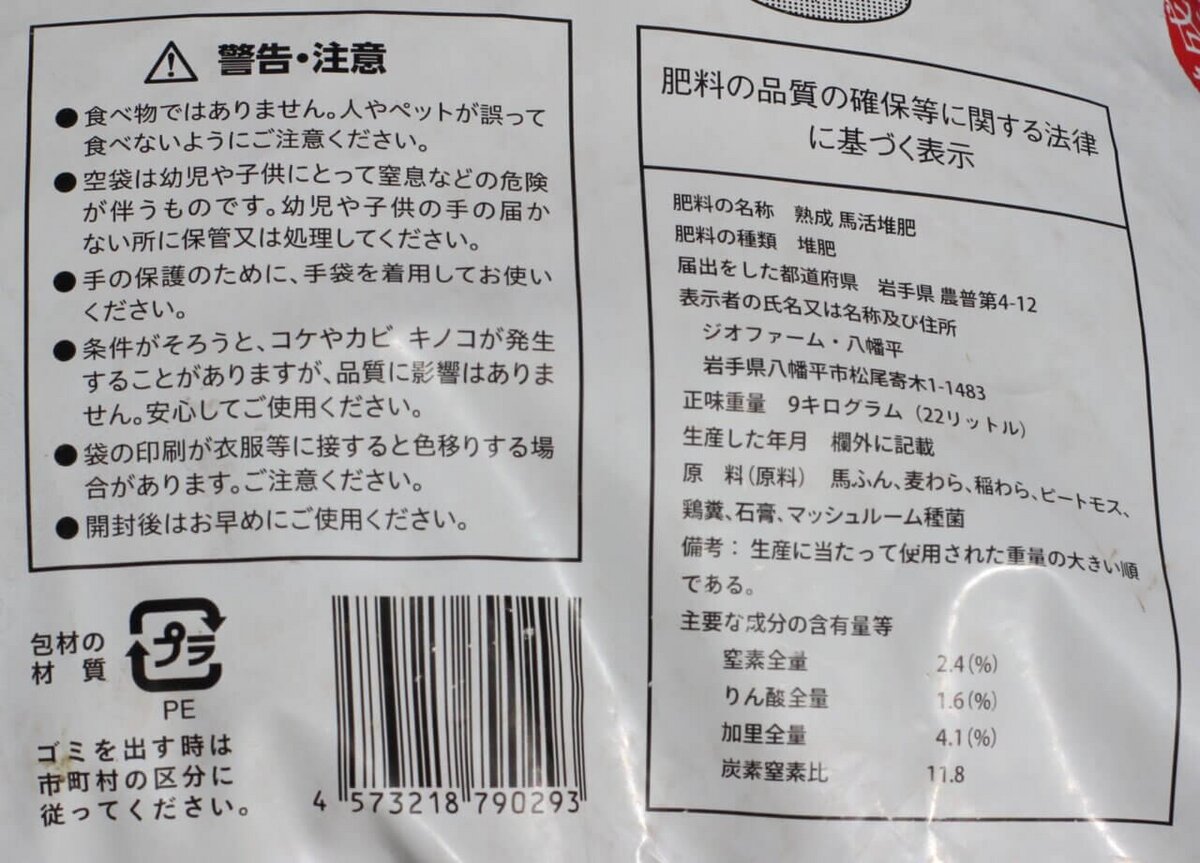 警告・注意
●食べ物ではありません。人やペットが誤って
食べないようにご注意ください。
●空袋は幼児や子供にとって窒息などの危険
が伴うものです。幼児や子供の手の届か
ない所に保管又は処理してください。
●手の保護のために、手袋を着用してお使い
ください。
●条件がそろうと、コケやカビ キノコが発生
することがありますが、品質に影響はありま
せん。安心してご使用ください。
●袋の印刷が衣服等に接すると色移りする場
合があります。ご注意ください。
●開封後はお早めにご使用ください。
包材の
材質
プラ
PE
ゴミを出す時は
市町村の区分に
従ってください。
4 573218 790293
肥料の品質の確保等に関する法律
に基づく表示
肥料の名称 熟成 馬活堆肥
肥料の種類 堆肥
届出をした都道府県 岩手県 農普第4-12
表示者の氏名又は名称及び住所
ジオファーム・八幡平
岩手県八幡平市松尾寄木1-1483
正味重量 9キログラム（22リットル）
生産した年月 欄外に記載
原 料（原料） 馬ふん、麦わら、稲わら、ピートモス、
鶏糞、石膏、マッシュルーム種菌
備考： 生産に当たって使用された重量の大きい順
である。
主要な成分の含有量等
窒素全量 2.4(%)
りん酸全量 1.6(%)
加里全量 4.1(%)
炭素窒素比 11.8